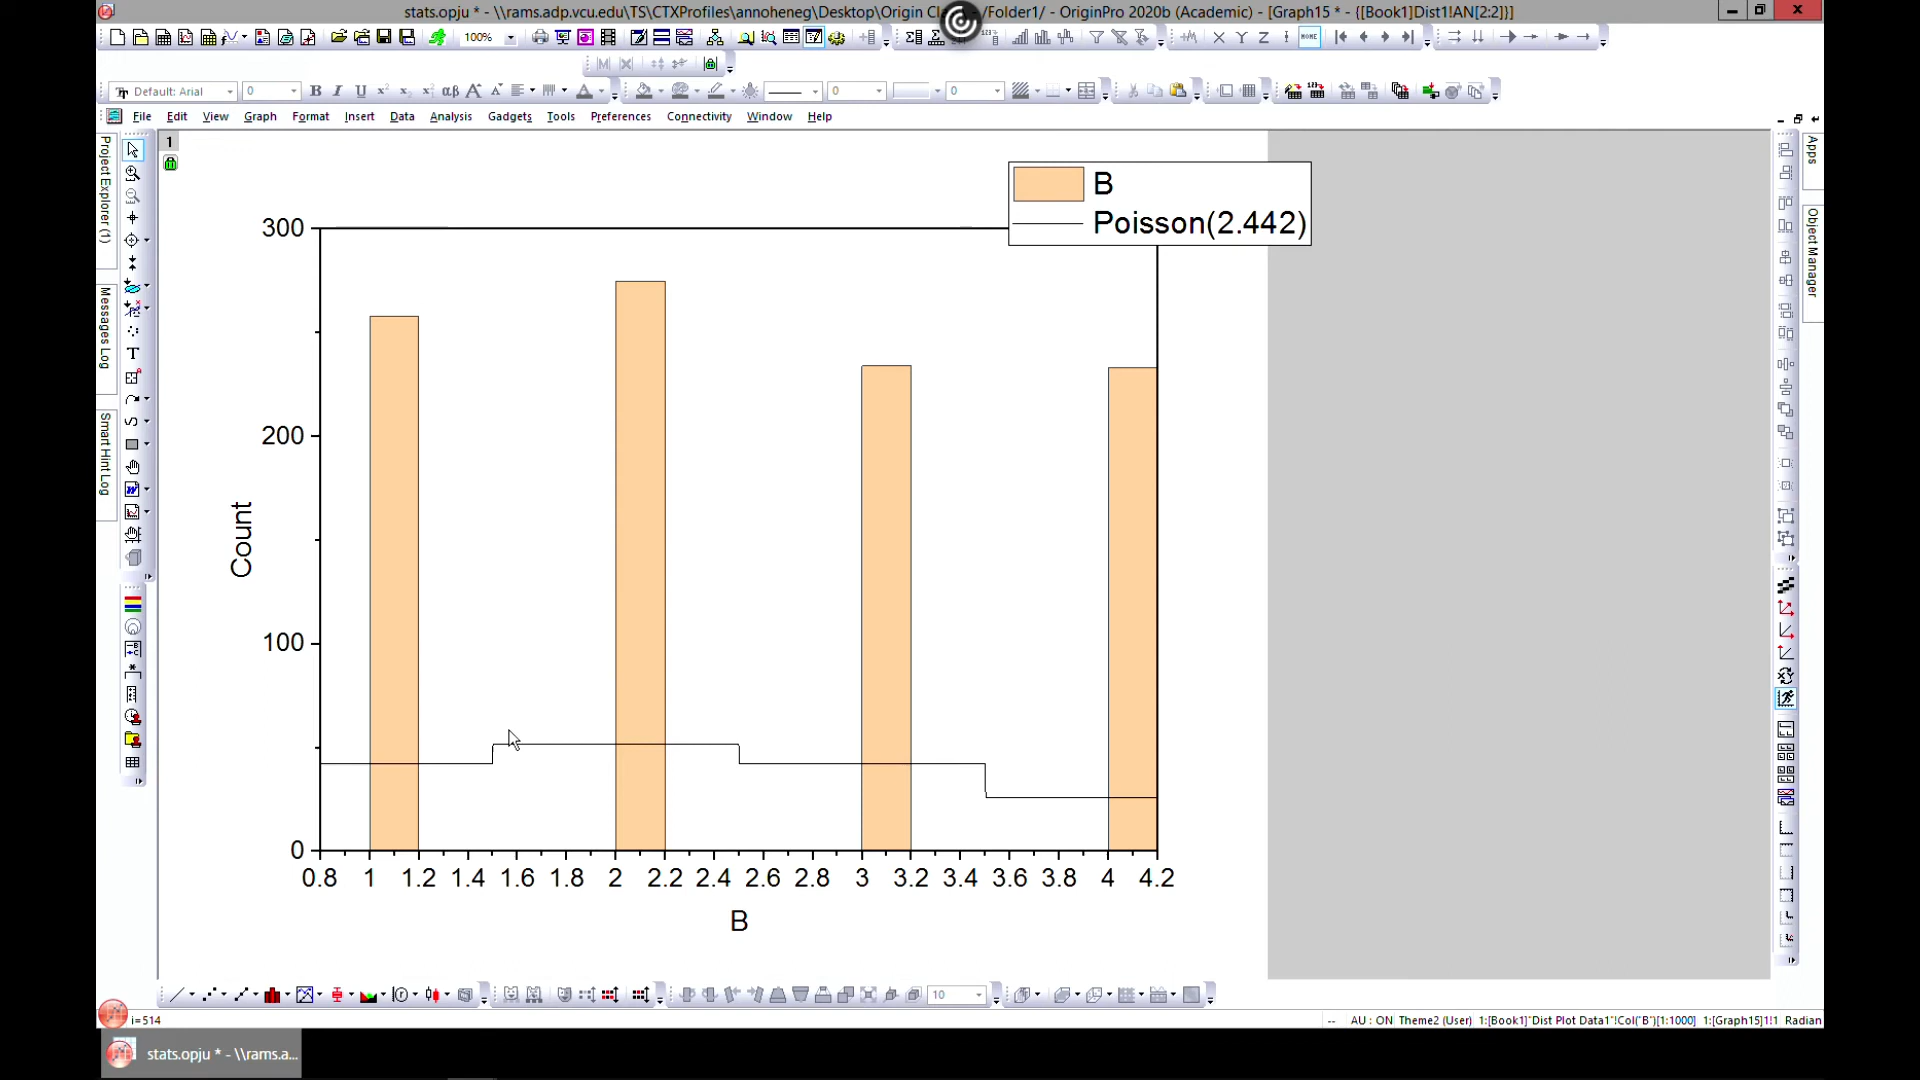 stats.opju * - \\rams.adp.vcu.edu\TS\CTXProfiles\annoheneg\Desktop\Origin Cla - /Folder1/ - OriginPro 2020b (Academic) - [Graph15 * - {[Book1]Dist1!AN[2:2]}]
100%
Default: Arial 0 B I U αβ A A A 0 0
File Edit View Graph Format Insert Data Analysis Gadgets Tools Preferences Connectivity Window Help
Project Explorer (1)
Messages Log
Smart Hint Log
Apps
Object Manager
1
B
Poisson(2.442)
300
200
100
0
Count
0.8 1 1.2 1.4 1.6 1.8 2 2.2 2.4 2.6 2.8 3 3.2 3.4 3.6 3.8 4 4.2
B
10
i=514
-- AU : ON Theme2 (User) 1:[Book1]"Dist Plot Data1"!Col("B")[1:1000] 1:[Graph15]1!1 Radian
stats.opju * - \\rams.a...